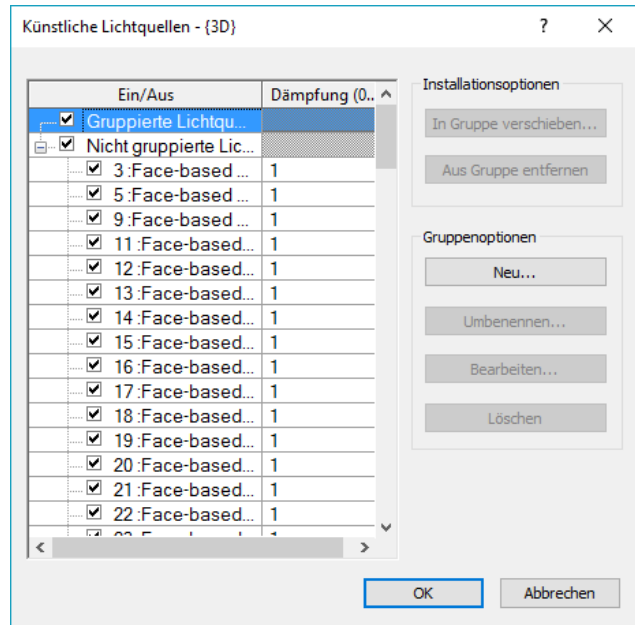 Künstliche Lichtquellen - {3D}
Ein/Aus Dämpfung (0..
Gruppierte Lichtqu...
Nicht gruppierte Lic...
3 :Face-based ... 1
5 :Face-based ... 1
9 :Face-based ... 1
11 :Face-based... 1
12 :Face-based... 1
13 :Face-based... 1
14 :Face-based... 1
15 :Face-based... 1
16 :Face-based... 1
17 :Face-based... 1
18 :Face-based... 1
19 :Face-based... 1
20 :Face-based... 1
21 :Face-based... 1
22 :Face-based... 1
Installationsoptionen
In Gruppe verschieben...
Aus Gruppe entfernen
Gruppenoptionen
Neu...
Umbenennen...
Bearbeiten...
Löschen
OK Abbrechen